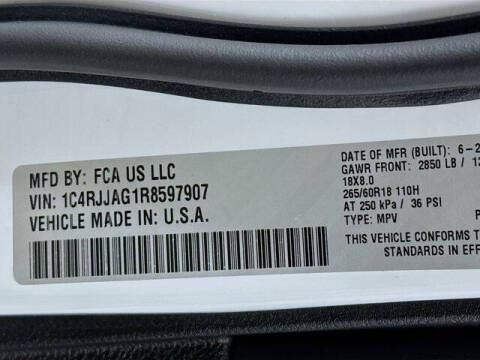 MFD BY: FCA US LLC
VIN: 1C4RJJAG1R8597907
VEHICLE MADE IN: U.S.A.
DATE OF MFR (BUILT): 6-2
GAWR FRONT: 2850 LB / 12
18X8.0
265/60R18 110H
AT 250 kPa / 36 PSI
TYPE: MPV P
THIS VEHICLE CONFORMS T
STANDARDS IN EFF